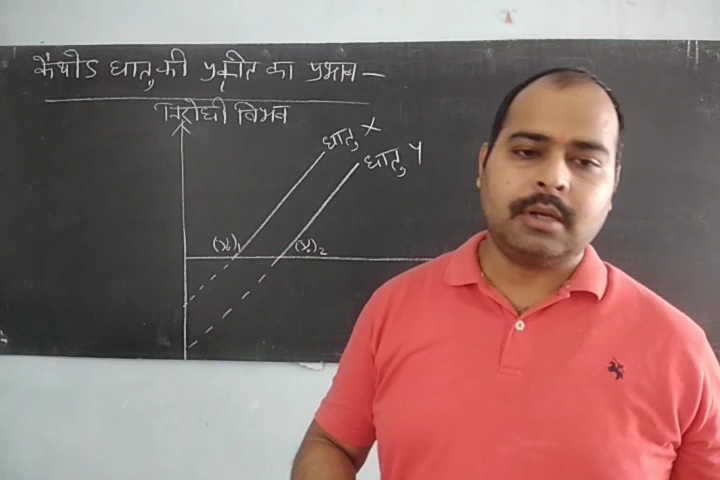 कैथोड धातु की प्रकृति का प्रभाव —
निरोधी विभव
धातु X
धातु Y
(ν₀)₁
(ν₀)₂